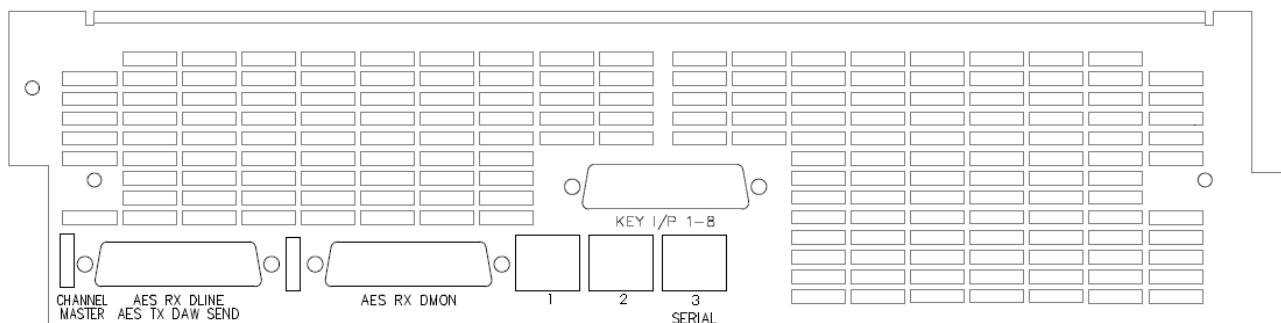 KEY I/P 1-8
CHANNEL AES RX DLINE AES RX DMON 1 2 3
MASTER AES TX DAW SEND SERIAL